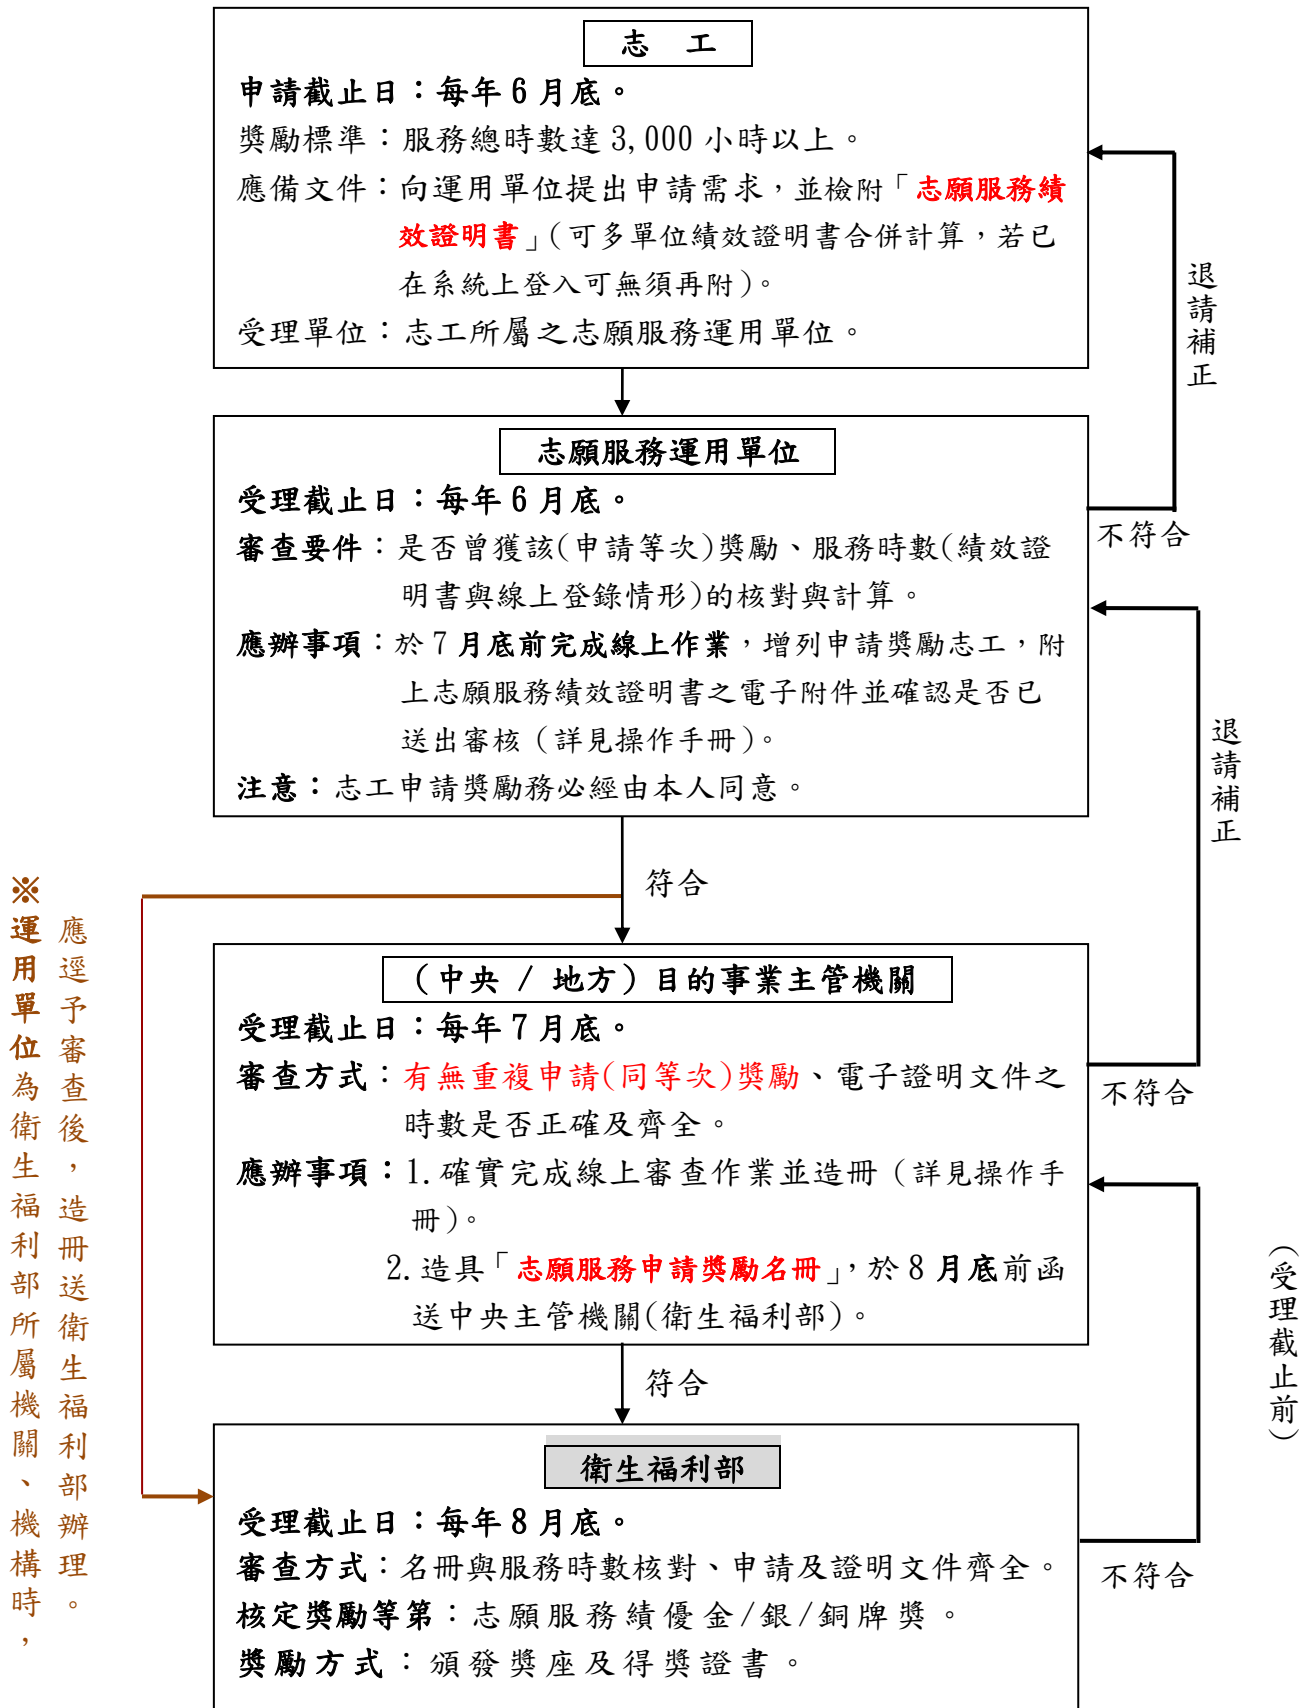 志　工
申請截止日：每年6月底。
獎勵標準：服務總時數達3,000小時以上。
應備文件：向運用單位提出申請需求，並檢附「志願服務績
效證明書」(可多單位績效證明書合併計算，若已
在系統上登入可無須再附)。
受理單位：志工所屬之志願服務運用單位。
退請補正
志願服務運用單位
受理截止日：每年6月底。
審查要件：是否曾獲該(申請等次)獎勵、服務時數(績效證
明書與線上登錄情形)的核對與計算。
應辦事項：於7月底前完成線上作業，增列申請獎勵志工，附
上志願服務績效證明書之電子附件並確認是否已
送出審核（詳見操作手冊)。
注意：志工申請獎勵務必經由本人同意。
不符合
退請補正
符合
※運用單位為衛生福利部所屬機關、機構時，
應逕予審查後，造冊送衛生福利部辦理。
（中央 / 地方）目的事業主管機關
受理截止日：每年7月底。
審查方式：有無重複申請(同等次)獎勵、電子證明文件之
時數是否正確及齊全。
應辦事項：1.確實完成線上審查作業並造冊（詳見操作手
冊)。
2.造具「志願服務申請獎勵名冊」，於8月底前函
送中央主管機關(衛生福利部)。
不符合
（受理截止前）
符合
衛生福利部
受理截止日：每年8月底。
審查方式：名冊與服務時數核對、申請及證明文件齊全。
核定獎勵等第：志願服務績優金/銀/銅牌獎。
獎勵方式：頒發獎座及得獎證書。
不符合